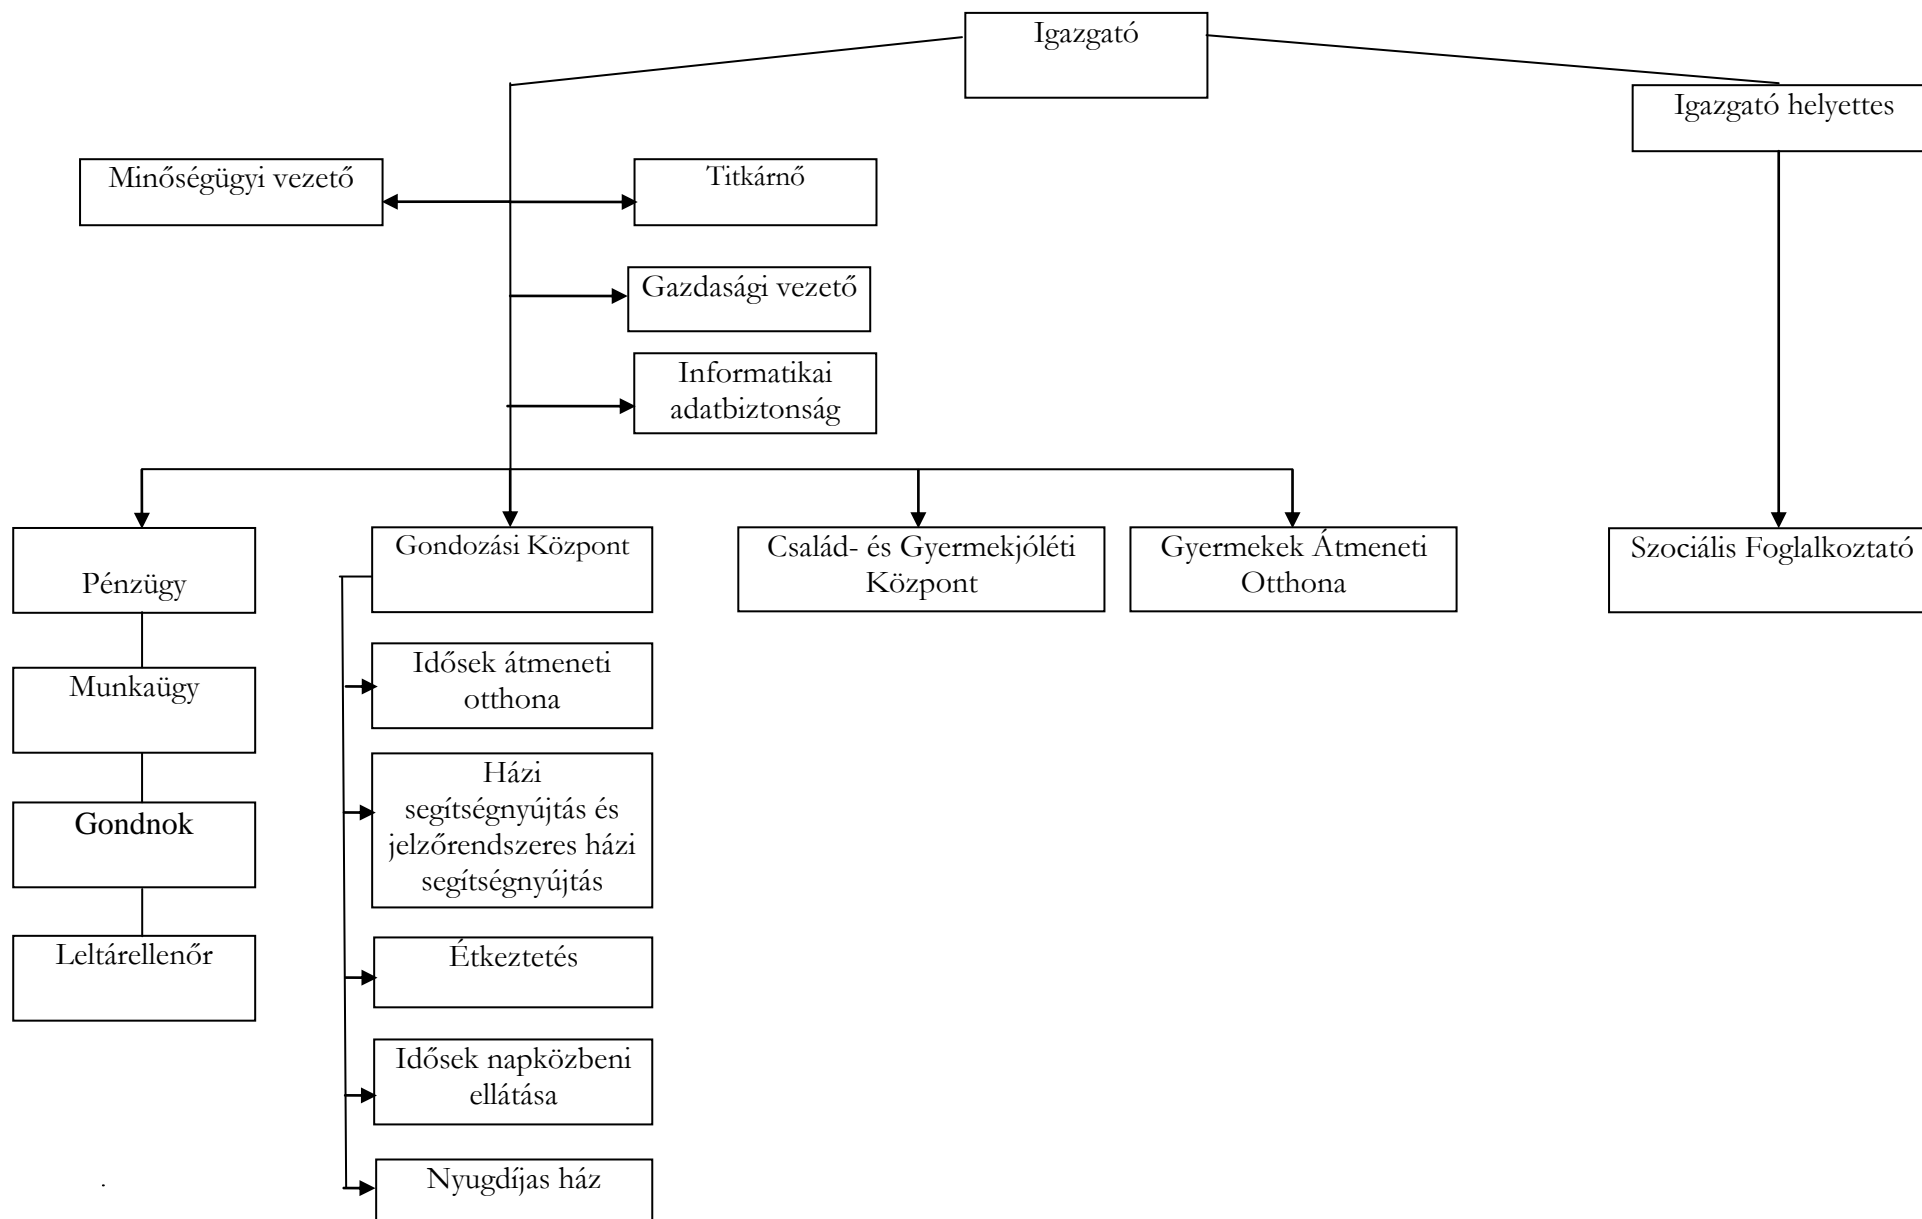 Igazgató
Igazgató helyettes
Minőségügyi vezető
Titkárnő
Gazdasági vezető
Informatikai
adatbiztonság
Pénzügy
Gondozási Központ
Család- és Gyermekjóléti
Központ
Gyermekek Átmeneti
Otthona
Szociális Foglalkoztató
Munkaügy
Gondnok
Leltárellenőr
Idősek átmeneti
otthona
Házi
segítségnyújtás és
jelzőrendszeres házi
segítségnyújtás
Étkeztetés
Idősek napközbeni
ellátása
Nyugdíjas ház
.